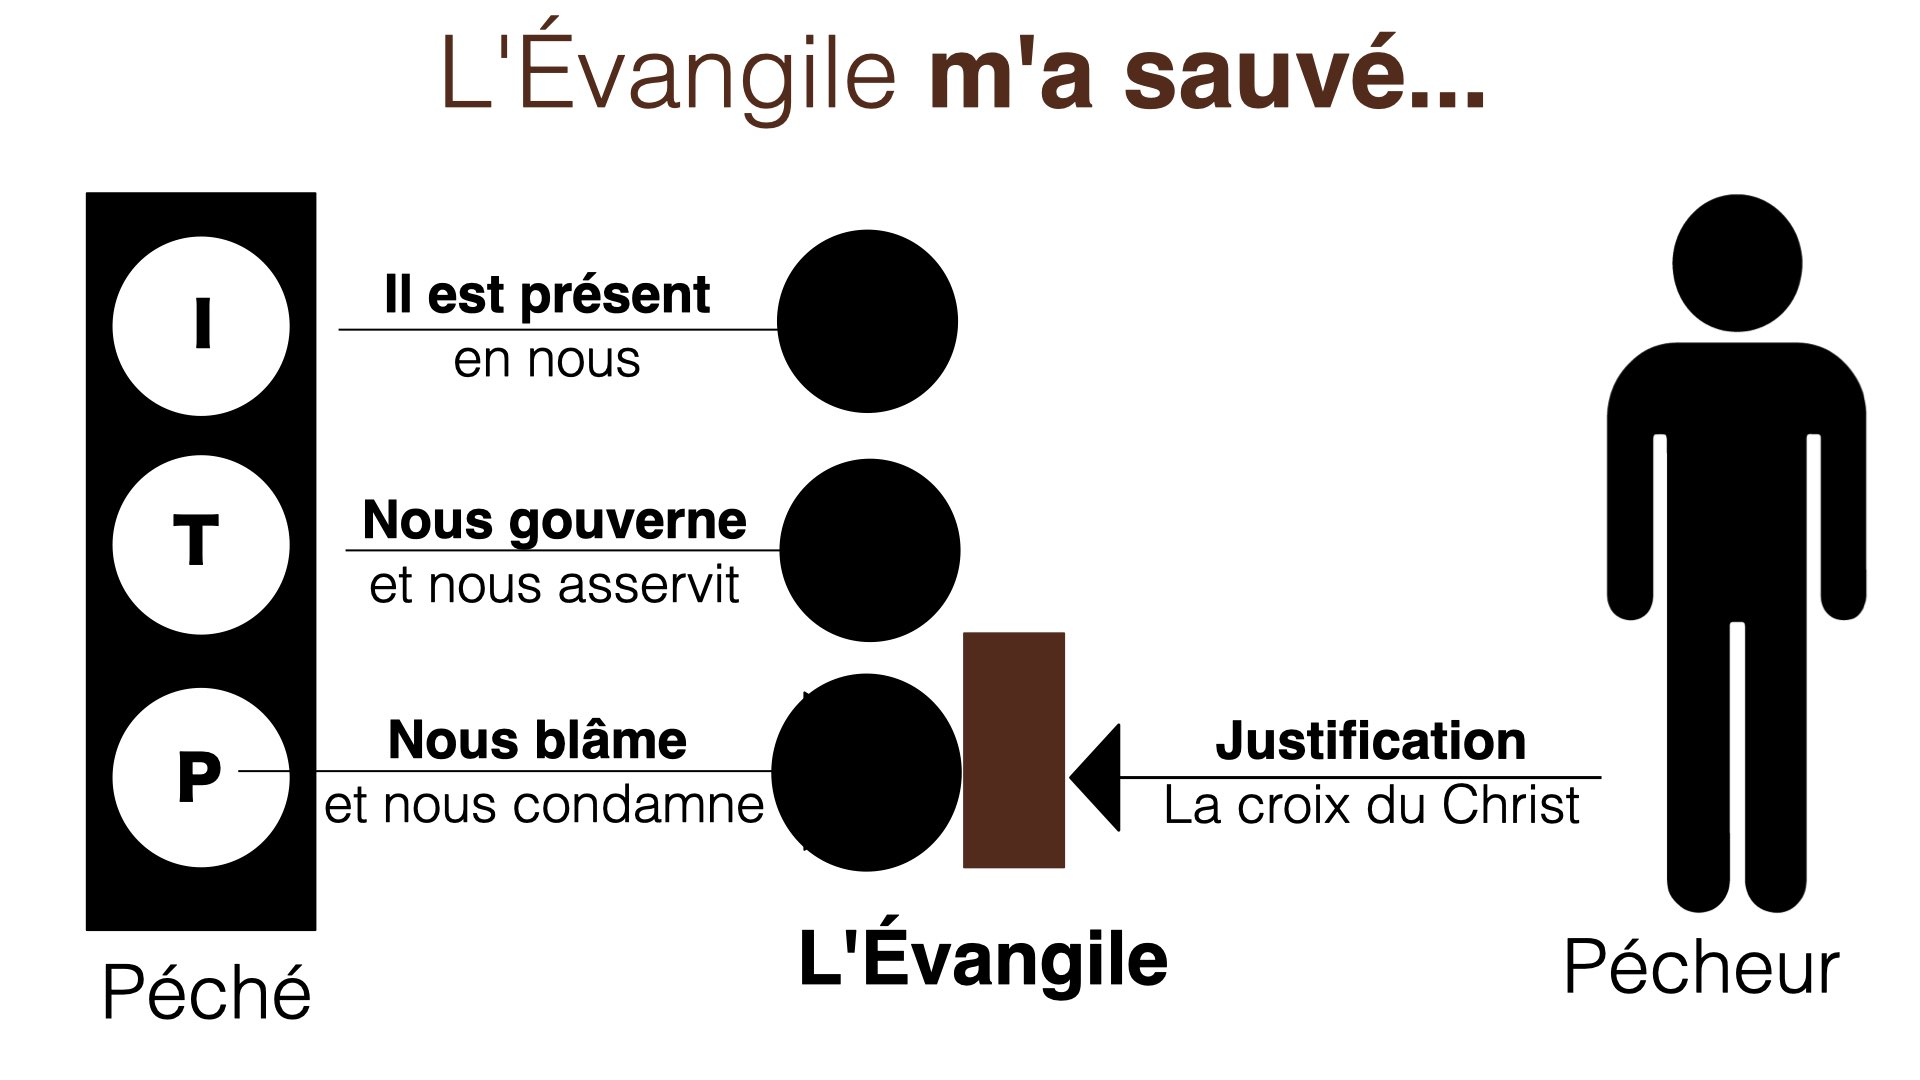 L'Évangile m'a sauvé...
I
Il est présent
en nous
T
Nous gouverne
et nous asservit
P
Nous blâme
et nous condamne
Justification
La croix du Christ
L'Évangile
Péché
Pécheur